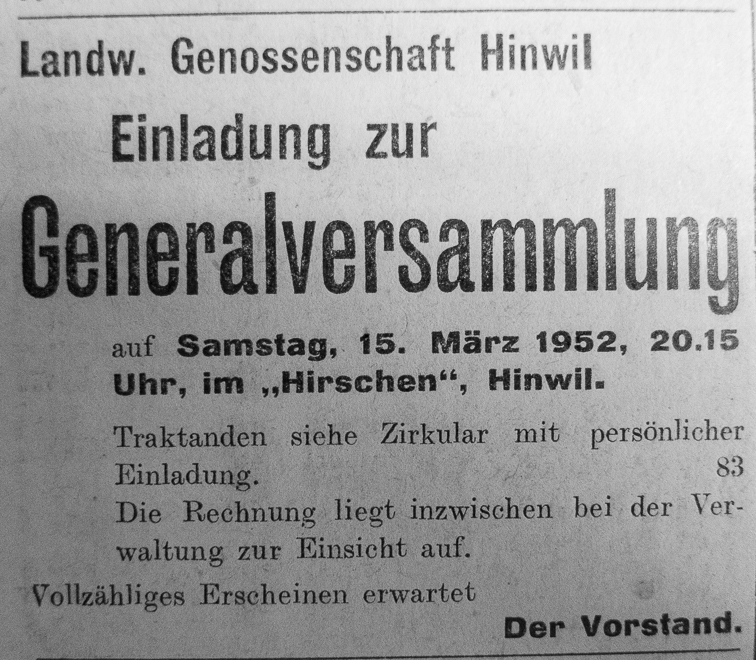 Landw. Genossenschaft Hinwil
Einladung zur
Generalversammlung
auf Samstag, 15. März 1952, 20.15
Uhr, im „Hirschen“, Hinwil.
Traktanden siehe Zirkular mit persönlicher
Einladung. 83
Die Rechnung liegt inzwischen bei der Ver-
waltung zur Einsicht auf.
Vollzähliges Erscheinen erwartet
Der Vorstand.